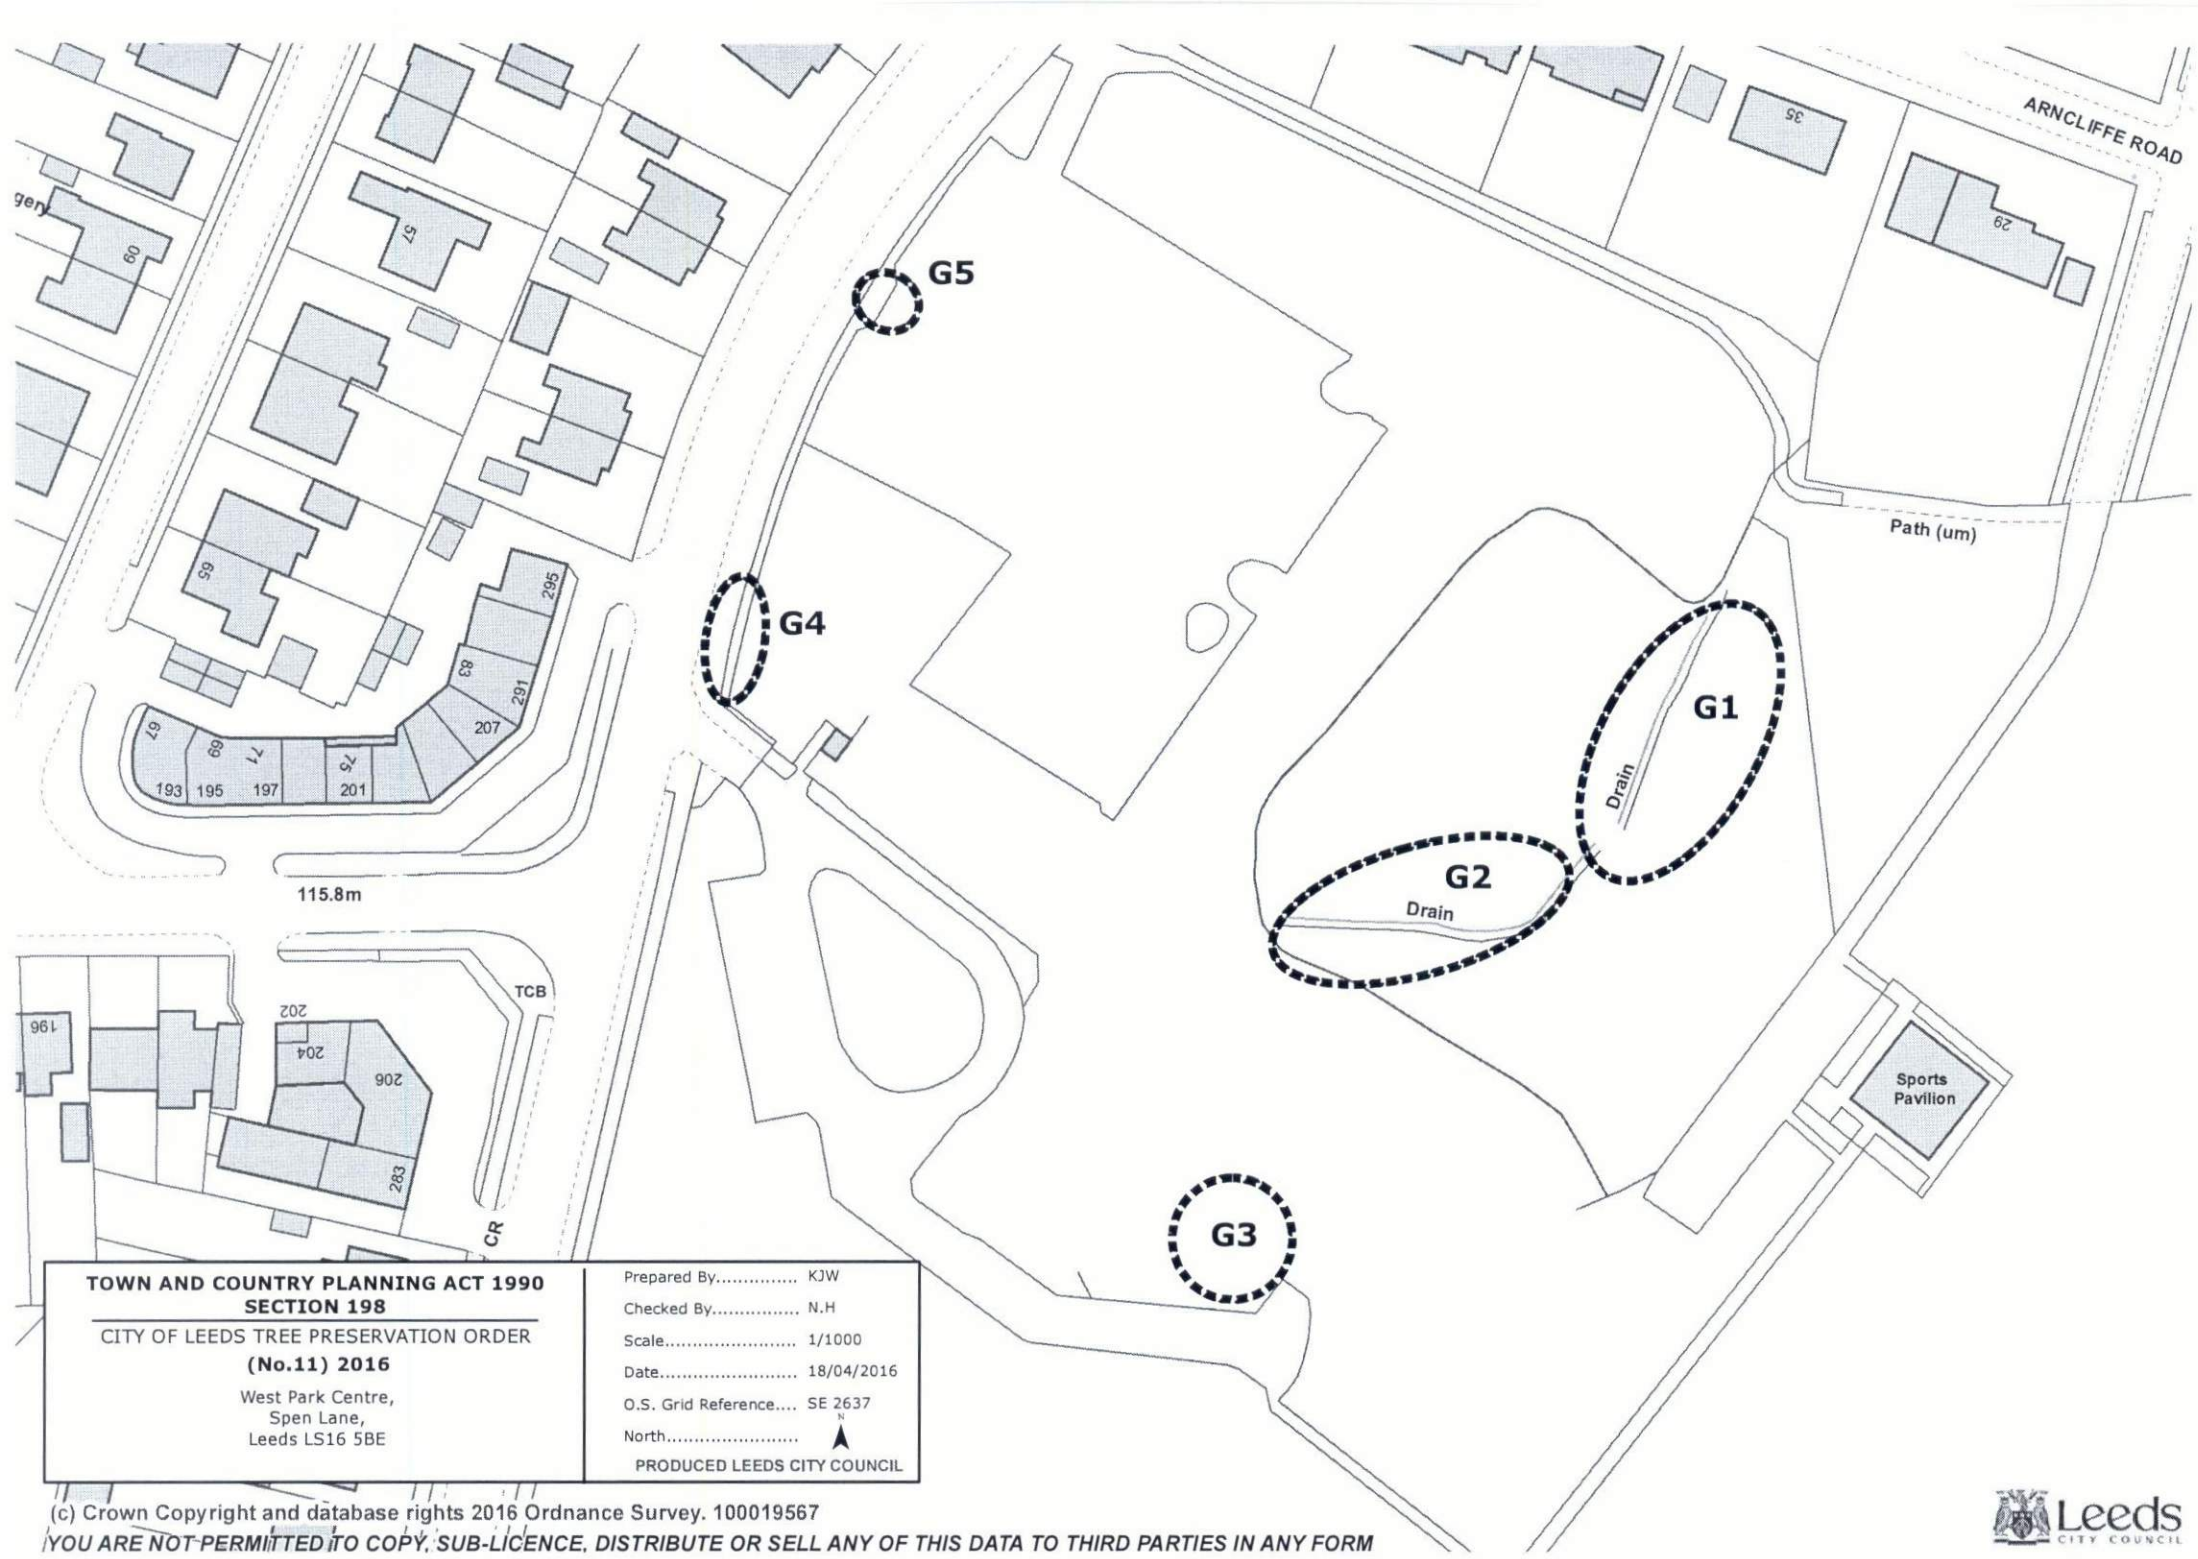 ARNCLIFFE ROAD
35
29
gery
60
57
G5
Path (um)
65
295
G4
83
291
G1
67
69
71
75
207
193
195
197
201
Drain
G2
Drain
115.8m
TCB
202
196
204
206
Sports
Pavilion
283
CR
G3
TOWN AND COUNTRY PLANNING ACT 1990
SECTION 198
CITY OF LEEDS TREE PRESERVATION ORDER
(No.11) 2016
West Park Centre,
Spen Lane,
Leeds LS16 5BE
Prepared By............... KJW
Checked By................ N.H
Scale........................ 1/1000
Date......................... 18/04/2016
O.S. Grid Reference.... SE 2637
N
North........................
PRODUCED LEEDS CITY COUNCIL
(c) Crown Copyright and database rights 2016 Ordnance Survey. 100019567
YOU ARE NOT PERMITTED TO COPY, SUB-LICENCE, DISTRIBUTE OR SELL ANY OF THIS DATA TO THIRD PARTIES IN ANY FORM
Leeds
CITY COUNCIL